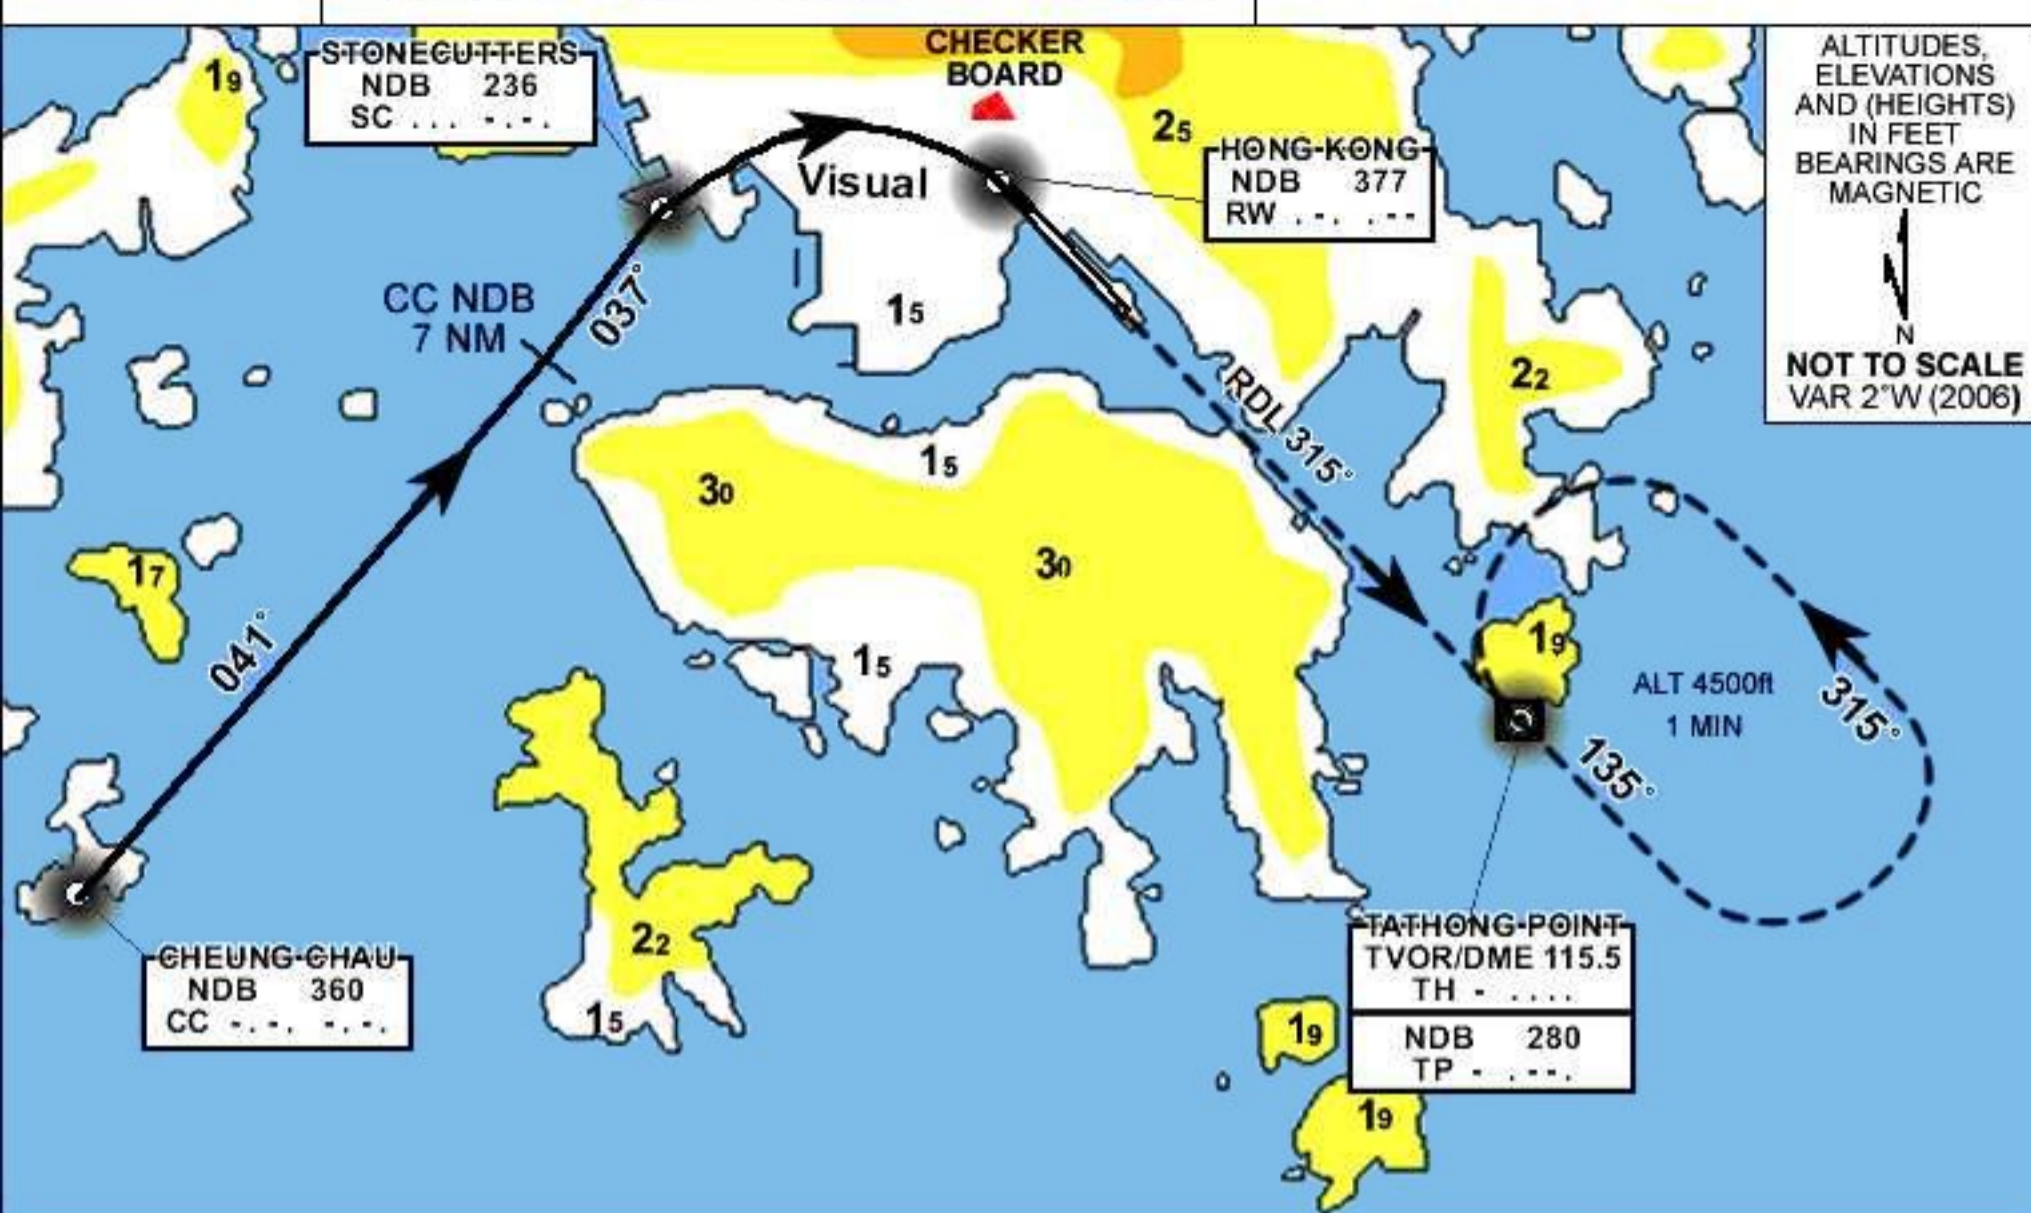 STONECUTTERS
NDB 236
SC ... -.-.
CHECKER
BOARD
ALTITUDES,
ELEVATIONS
AND (HEIGHTS)
IN FEET
BEARINGS ARE
MAGNETIC
N
NOT TO SCALE
VAR 2°W (2006)
19
25
HONG KONG
NDB 377
RW .-. .--
Visual
CC NDB
7 NM
037°
15
22
RDL 315°
15
30
30
17
041°
15
19
ALT 4500ft
1 MIN
315°
135°
CHEUNG CHAU
NDB 360
CC -.-. -.-.
22
15
TATHONG POINT
TVOR/DME 115.5
TH - ....
NDB 280
TP - .--.
19
19